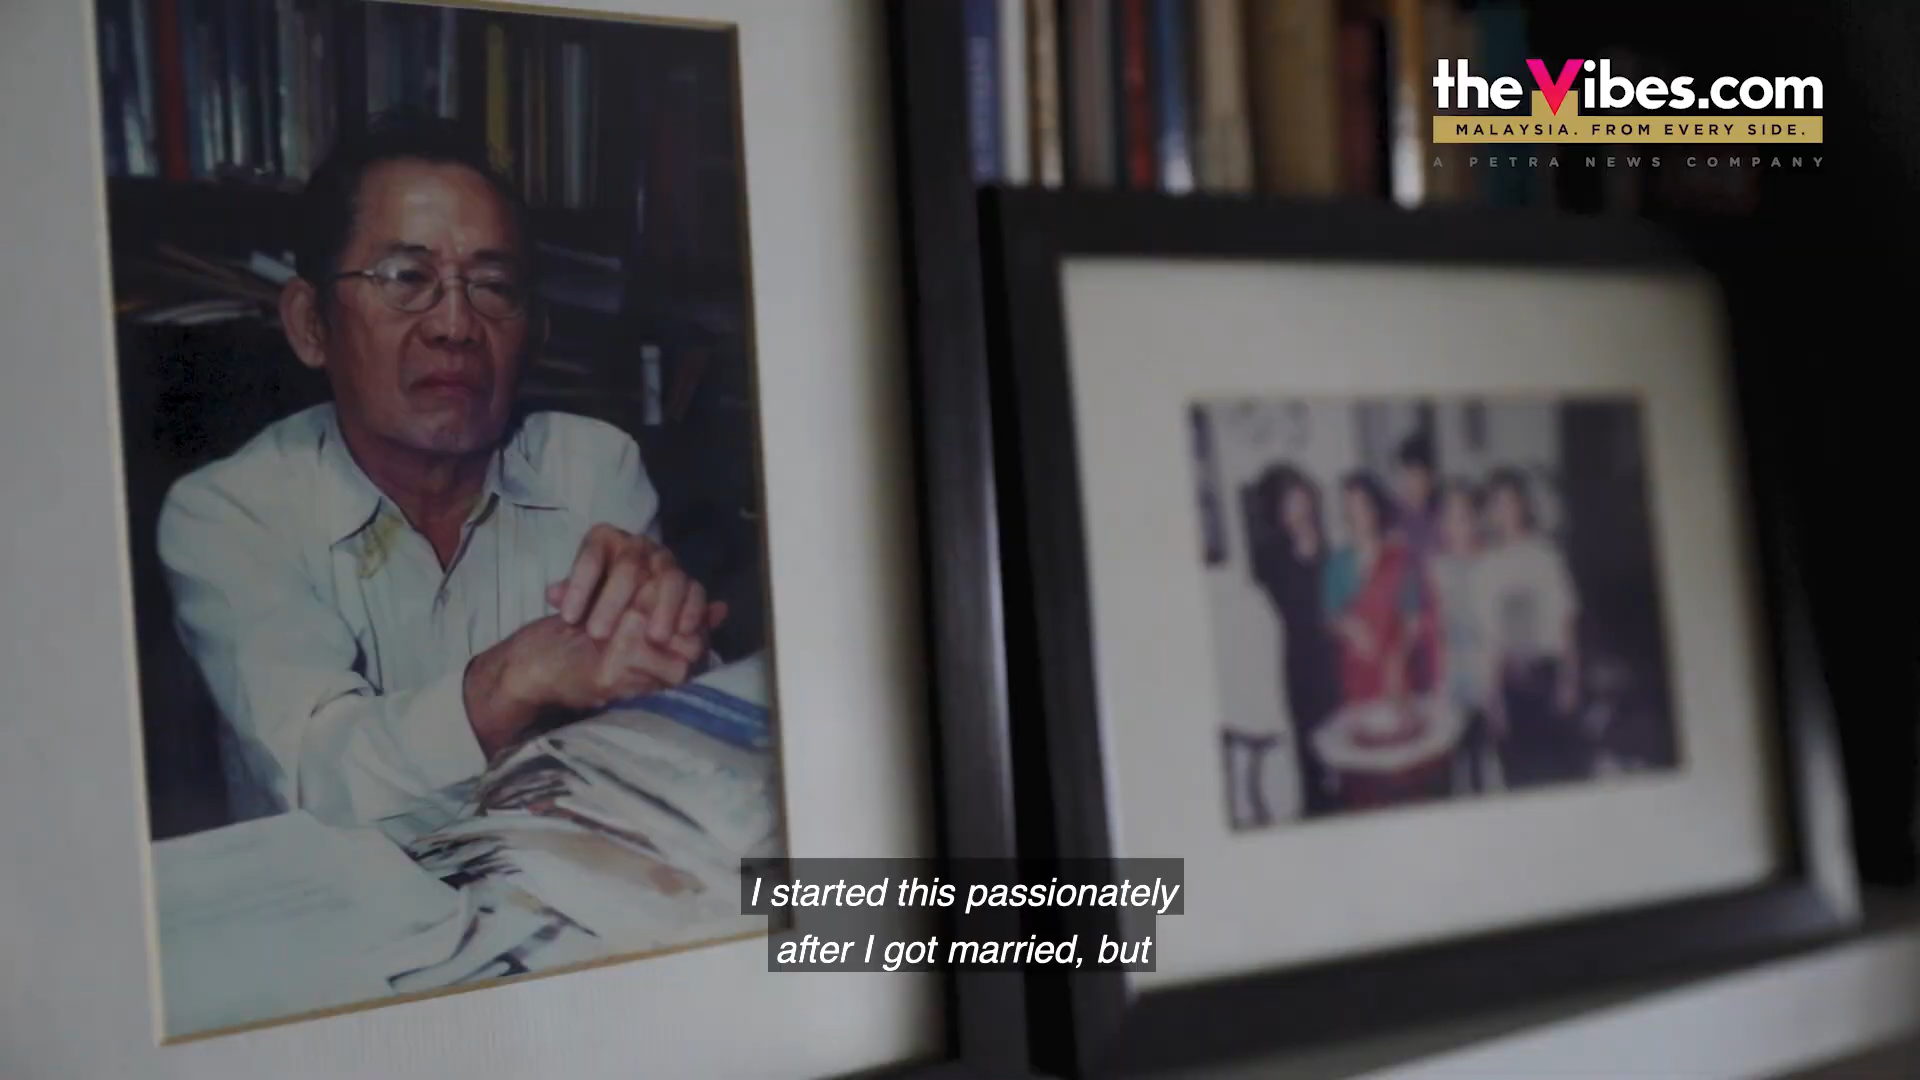 theVibes.com
MALAYSIA. FROM EVERY SIDE.
A PETRA NEWS COMPANY
I started this passionately
after I got married, but